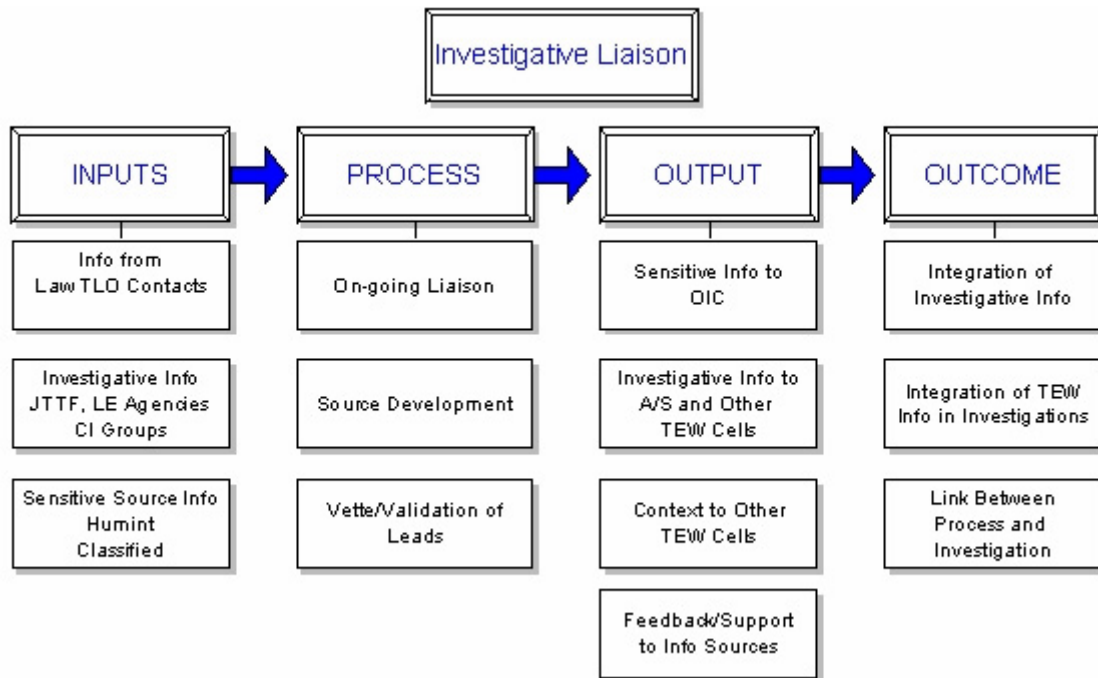 Investigative Liaison
INPUTS
PROCESS
OUTPUT
OUTCOME
Info from
Law TLO Contacts
Investigative Info
JTTF, LE Agencies
CI Groups
Sensitive Source Info
Humint
Classified
On-going Liaison
Source Development
Vette/Validation of
Leads
Sensitive Info to
OIC
Investigative Info to
A/S and Other
TEW Cells
Context to Other
TEW Cells
Feedback/Support
to Info Sources
Integration of
Investigative Info
Integration of TEW
Info in Investigations
Link Between
Process and
Investigation